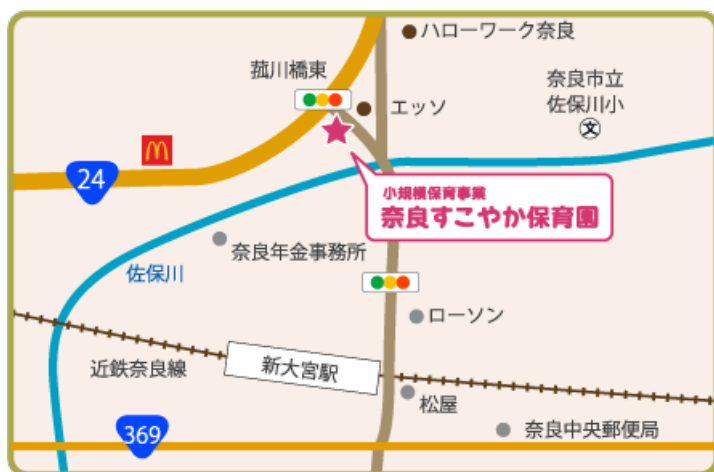 ハローワーク奈良
菰川橋東
奈良市立
佐保川小
エッソ
文
24
小規模保育事業
奈良すこやか保育園
奈良年金事務所
佐保川
ローソン
近鉄奈良線
新大宮駅
松屋
369
奈良中央郵便局